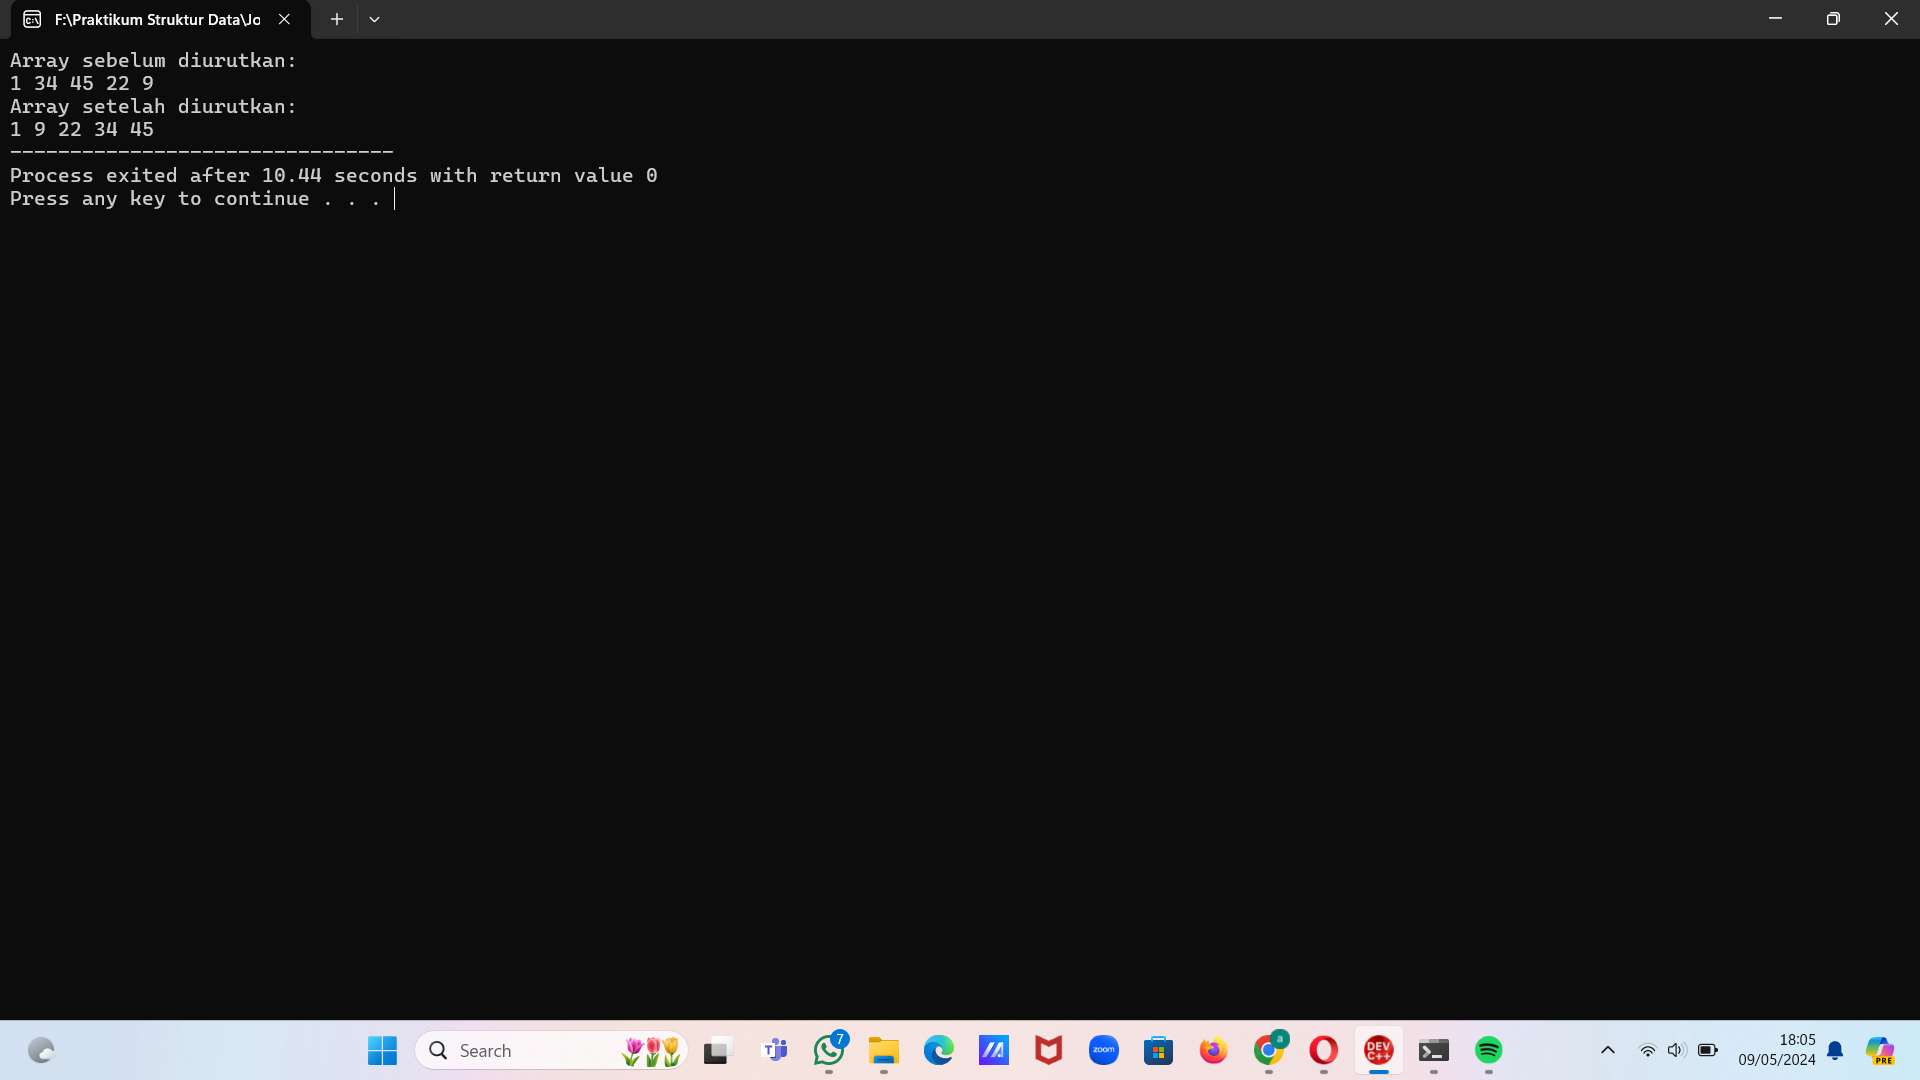 F:\Praktikum Struktur Data\Jo
Array sebelum diurutkan:
1 34 45 22 9
Array setelah diurutkan:
1 9 22 34 45
--------------------------------
Process exited after 10.44 seconds with return value 0
Press any key to continue . . .
Search
7
zoom
a
DEV
C++
18:05
09/05/2024
PRE